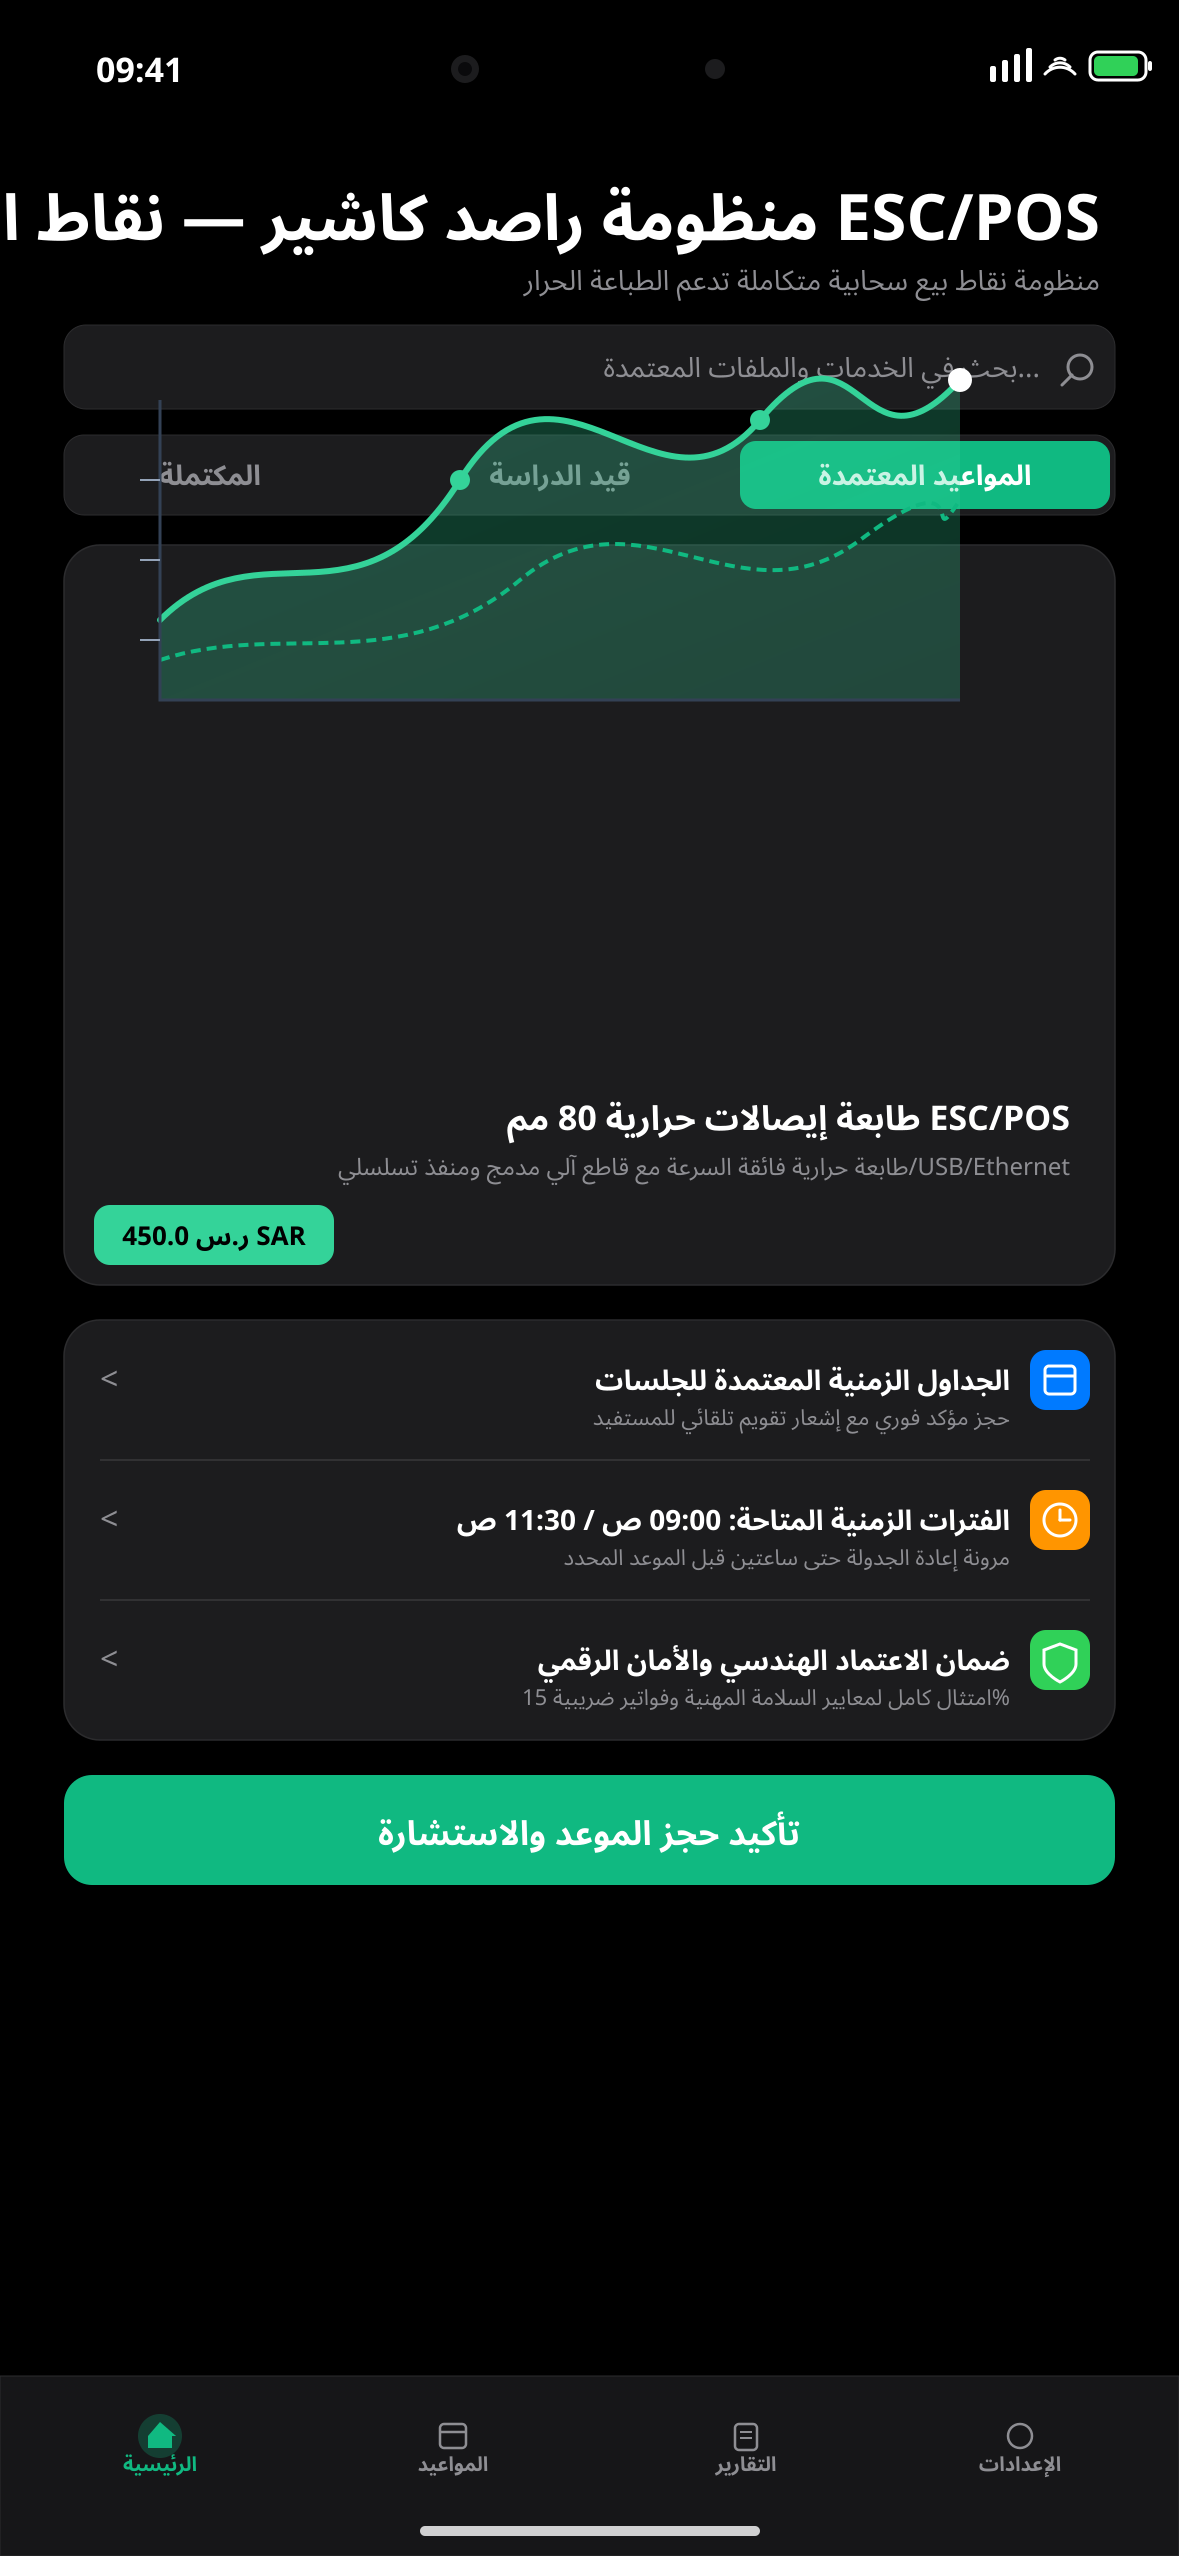 09:41
ESC/POS منظومة راصد كاشير — نقاط ا
منظومة نقاط بيع سحابية متكاملة تدعم الطباعة الحرار
بحث في الخدمات والملفات المعتمدة...
المواعيد المعتمدة
قيد الدراسة
المكتملة
ESC/POS طابعة إيصالات حرارية 80 مم
USB/Ethernet/طابعة حرارية فائقة السرعة مع قاطع آلي مدمج ومنفذ تسلسلي
SAR ر.س 450.0
الجداول الزمنية المعتمدة للجلسات
حجز مؤكد فوري مع إشعار تقويم تلقائي للمستفيد
الفترات الزمنية المتاحة: 09:00 ص / 11:30 ص
مرونة إعادة الجدولة حتى ساعتين قبل الموعد المحدد
ضمان الاعتماد الهندسي والأمان الرقمي
%امتثال كامل لمعايير السلامة المهنية وفواتير ضريبية 15
تأكيد حجز الموعد والاستشارة
الإعدادات
التقارير
المواعيد
الرئيسية